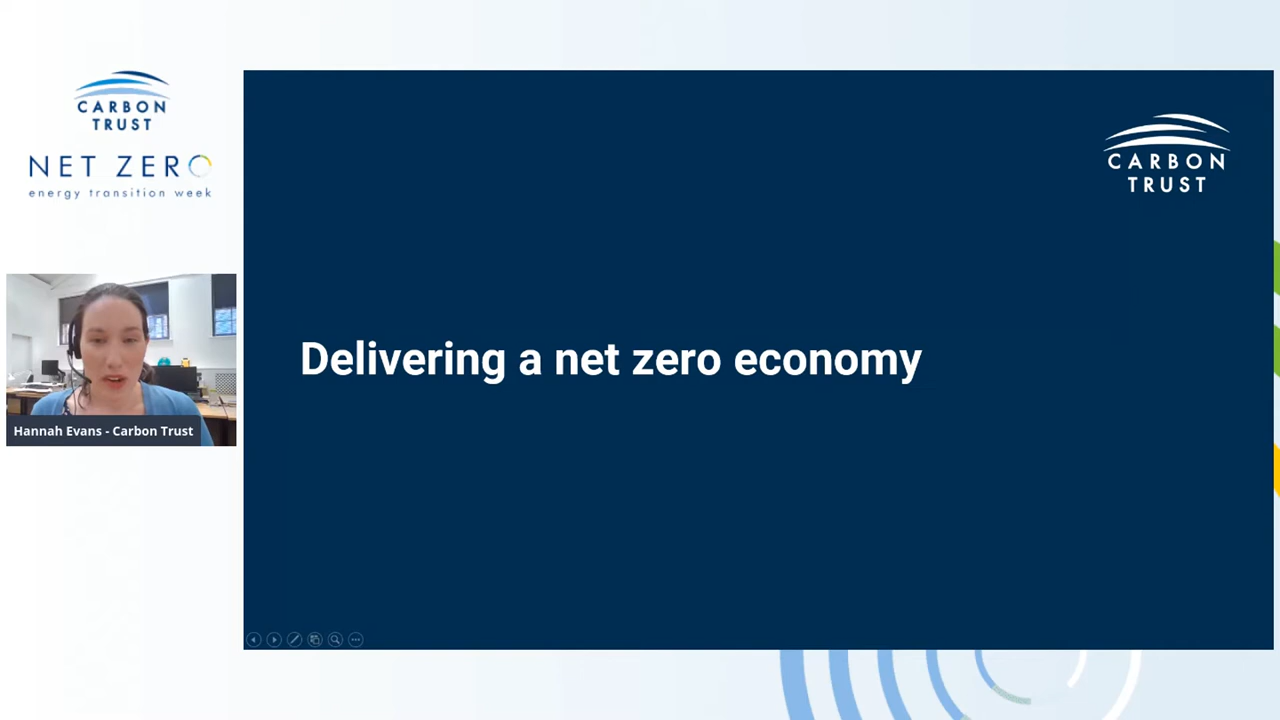 CARBON
TRUST
NET ZERO
energy transition week
Hannah Evans - Carbon Trust
CARBON
TRUST
Delivering a net zero economy